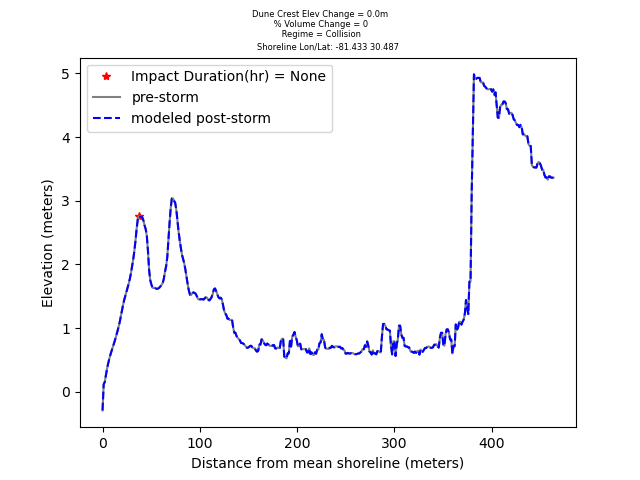 Dune Crest Elev Change = 0.0m
% Volume Change = 0
Regime = Collision
Shoreline Lon/Lat: -81.433 30.487
Impact Duration(hr) = None
pre-storm
modeled post-storm
Elevation (meters)
5
4
3
2
1
0
0 100 200 300 400
Distance from mean shoreline (meters)